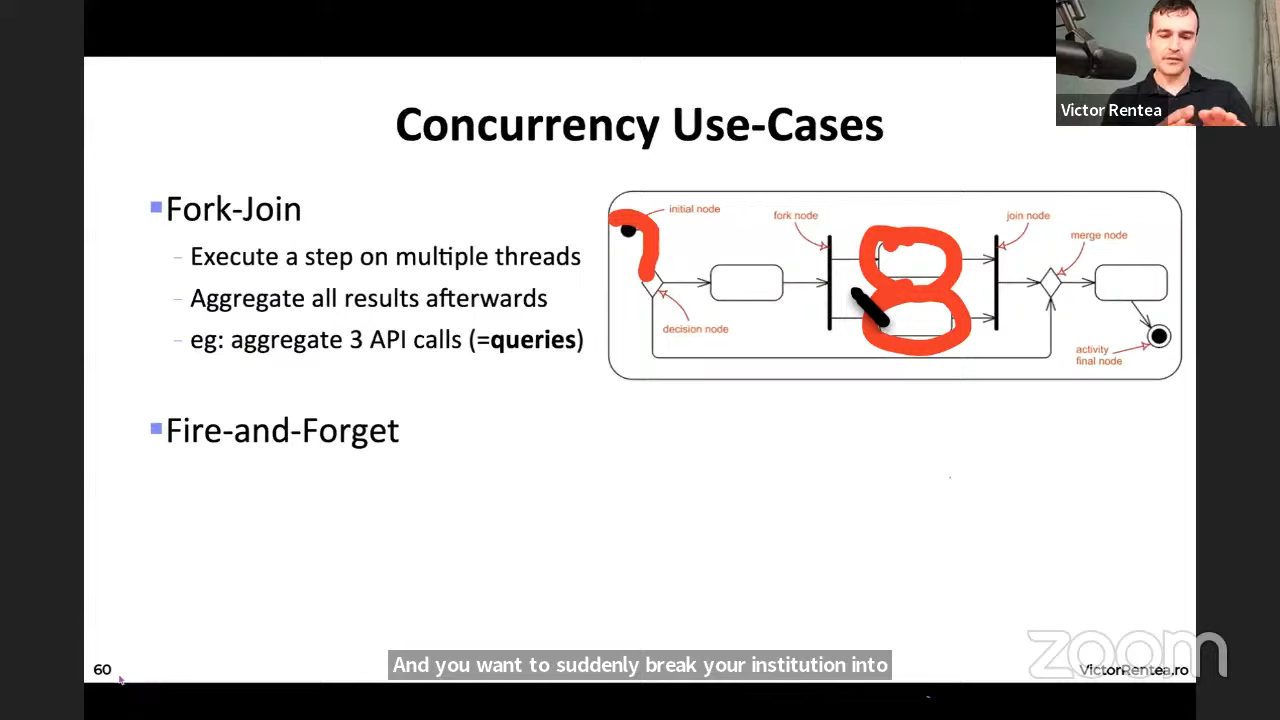 Victor Rentea
Concurrency Use-Cases
Fork-Join
Execute a step on multiple threads
Aggregate all results afterwards
eg: aggregate 3 API calls (=queries)
initial node
fork node
join node
merge node
decision node
activity
final node
Fire-and-Forget
And you want to suddenly break your institution into
60
zoom
VictorRentea.ro